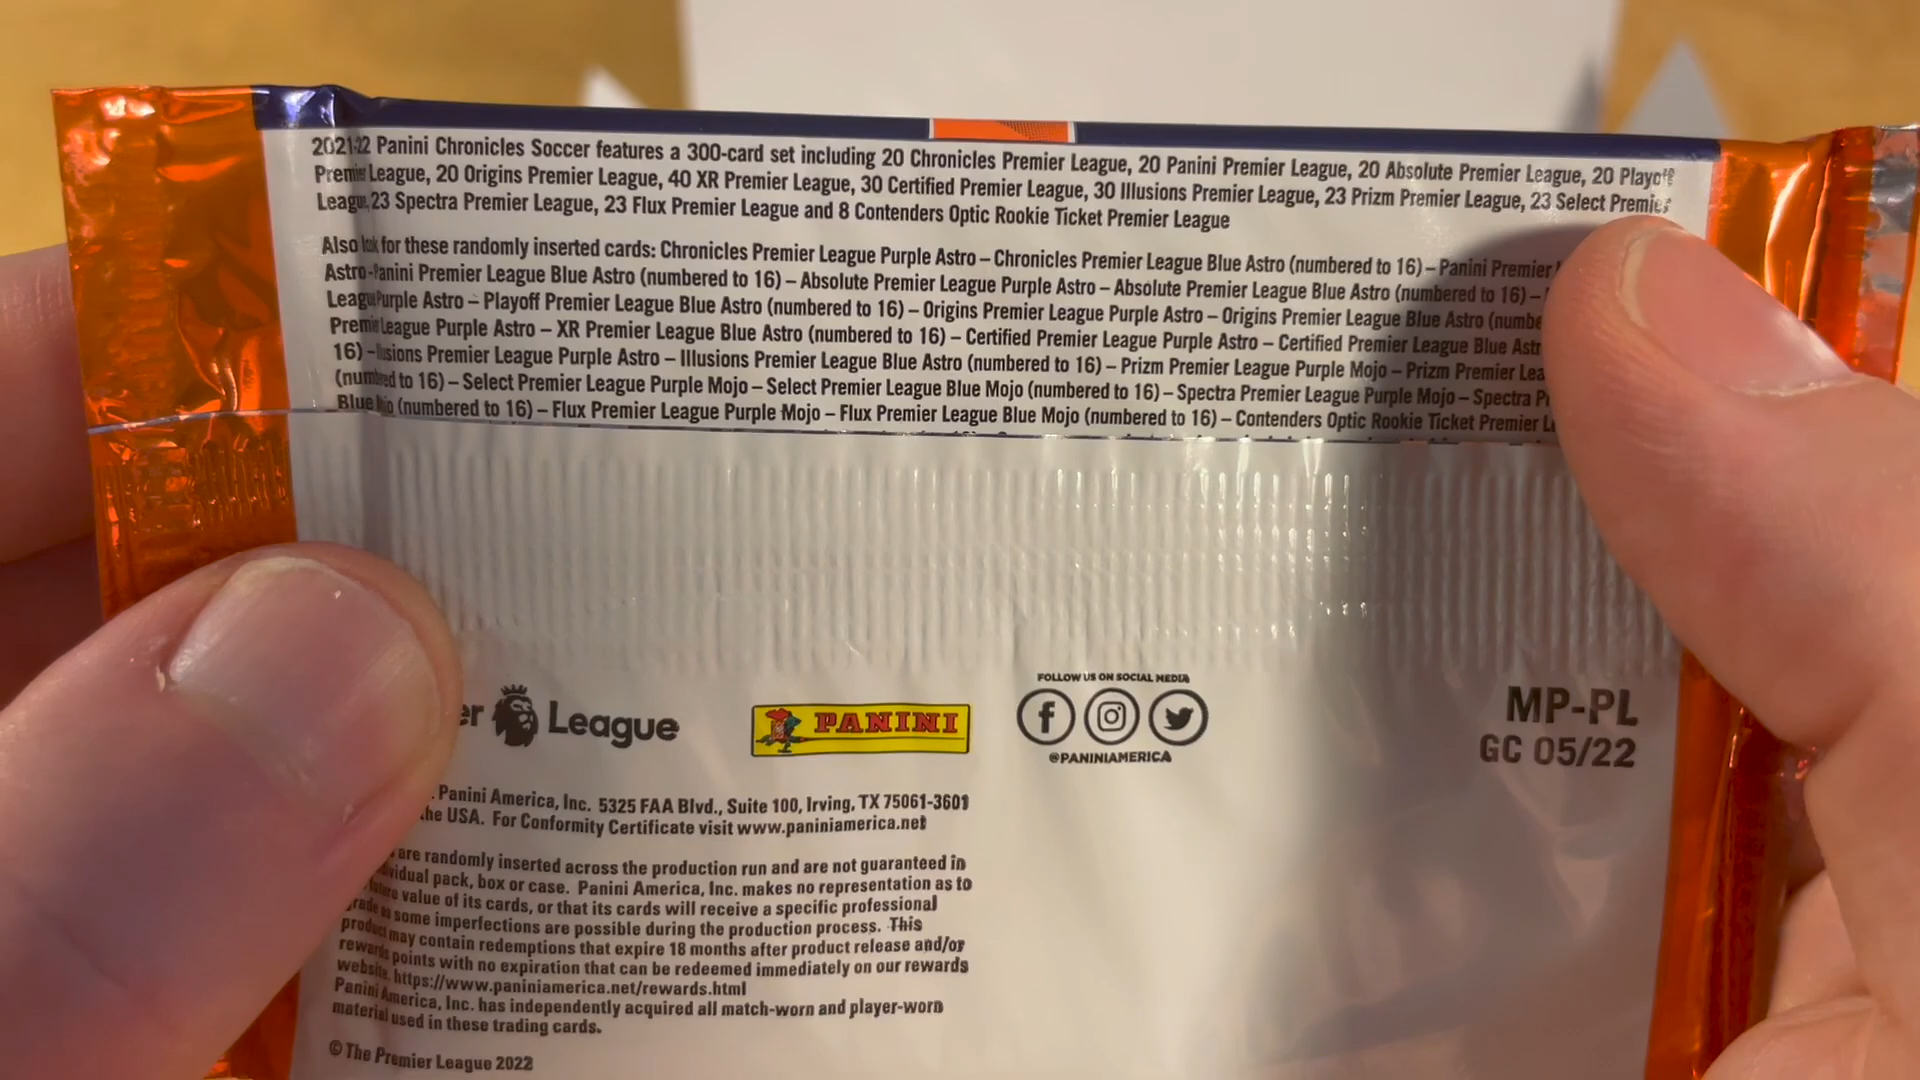 2021-22 Panini Chronicles Soccer features a 300-card set including 20 Chronicles Premier League, 20 Panini Premier League, 20 Absolute Premier League, 20 Playoff
Premier League, 20 Origins Premier League, 40 XR Premier League, 30 Certified Premier League, 30 Illusions Premier League, 23 Prizm Premier League, 23 Select Premier
League, 23 Spectra Premier League, 23 Flux Premier League and 8 Contenders Optic Rookie Ticket Premier League
Also look for these randomly inserted cards: Chronicles Premier League Purple Astro – Chronicles Premier League Blue Astro (numbered to 16) – Panini Premier
Astro – Panini Premier League Blue Astro (numbered to 16) – Absolute Premier League Purple Astro – Absolute Premier League Blue Astro (numbered to 16) –
League Purple Astro – Playoff Premier League Blue Astro (numbered to 16) – Origins Premier League Purple Astro – Origins Premier League Blue Astro (numbe
Premier League Purple Astro – XR Premier League Blue Astro (numbered to 16) – Certified Premier League Purple Astro – Certified Premier League Blue Astr
16) – Illusions Premier League Purple Astro – Illusions Premier League Blue Astro (numbered to 16) – Prizm Premier League Purple Mojo – Prizm Premier Lea
(numbered to 16) – Select Premier League Purple Mojo – Select Premier League Blue Mojo (numbered to 16) – Spectra Premier League Purple Mojo – Spectra
Blue Mojo (numbered to 16) – Flux Premier League Purple Mojo – Flux Premier League Blue Mojo (numbered to 16) – Contenders Optic Rookie Ticket Premier
er League
PANINI
FOLLOW US ON SOCIAL MEDIA
@PANINIAMERICA
MP-PL
GC 05/22
Panini America, Inc. 5325 FAA Blvd., Suite 100, Irving, TX 75061-3601
the USA. For Conformity Certificate visit www.paniniamerica.net
are randomly inserted across the production run and are not guaranteed in
vidual pack, box or case. Panini America, Inc. makes no representation as to
future value of its cards, or that its cards will receive a specific professional
grade as some imperfections are possible during the production process. This
product may contain redemptions that expire 18 months after product release and/or
rewards points with no expiration that can be redeemed immediately on our rewards
website. https://www.paniniamerica.net/rewards.html
Panini America, Inc. has independently acquired all match-worn and player-worn
material used in these trading cards.
© The Premier League 2022